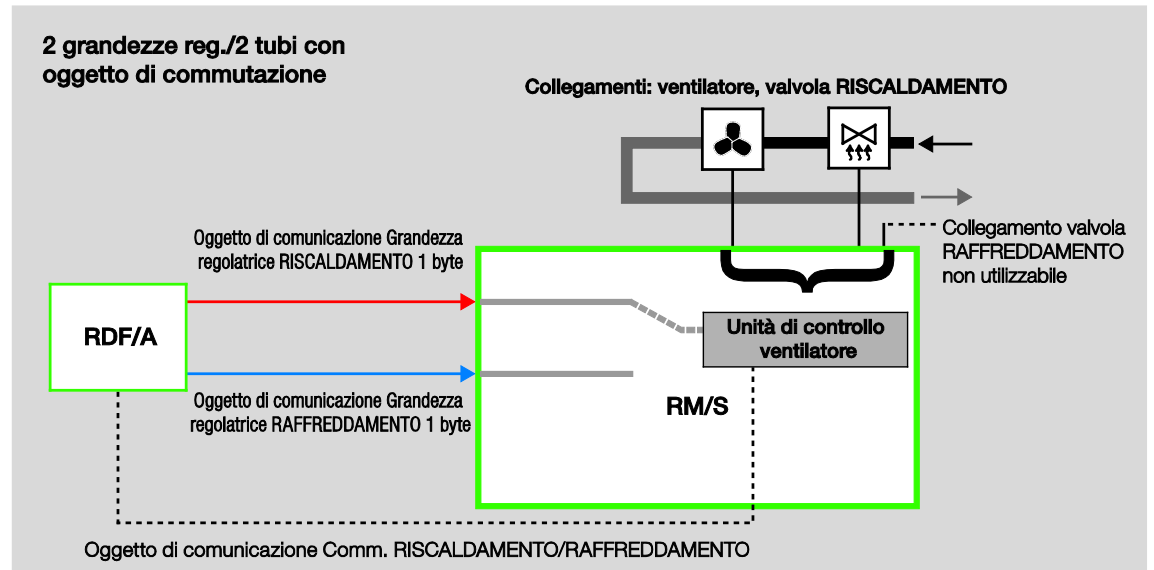 2 grandezze reg./2 tubi con
oggetto di commutazione
Collegamenti: ventilatore, valvola RISCALDAMENTO
Collegamento valvola
RAFFREDDAMENTO
non utilizzabile
Oggetto di comunicazione Grandezza
regolatrice RISCALDAMENTO 1 byte
RDF/A
Unità di controllo
ventilatore
Oggetto di comunicazione Grandezza
regolatrice RAFFREDDAMENTO 1 byte
RM/S
Oggetto di comunicazione Comm. RISCALDAMENTO/RAFFREDDAMENTO